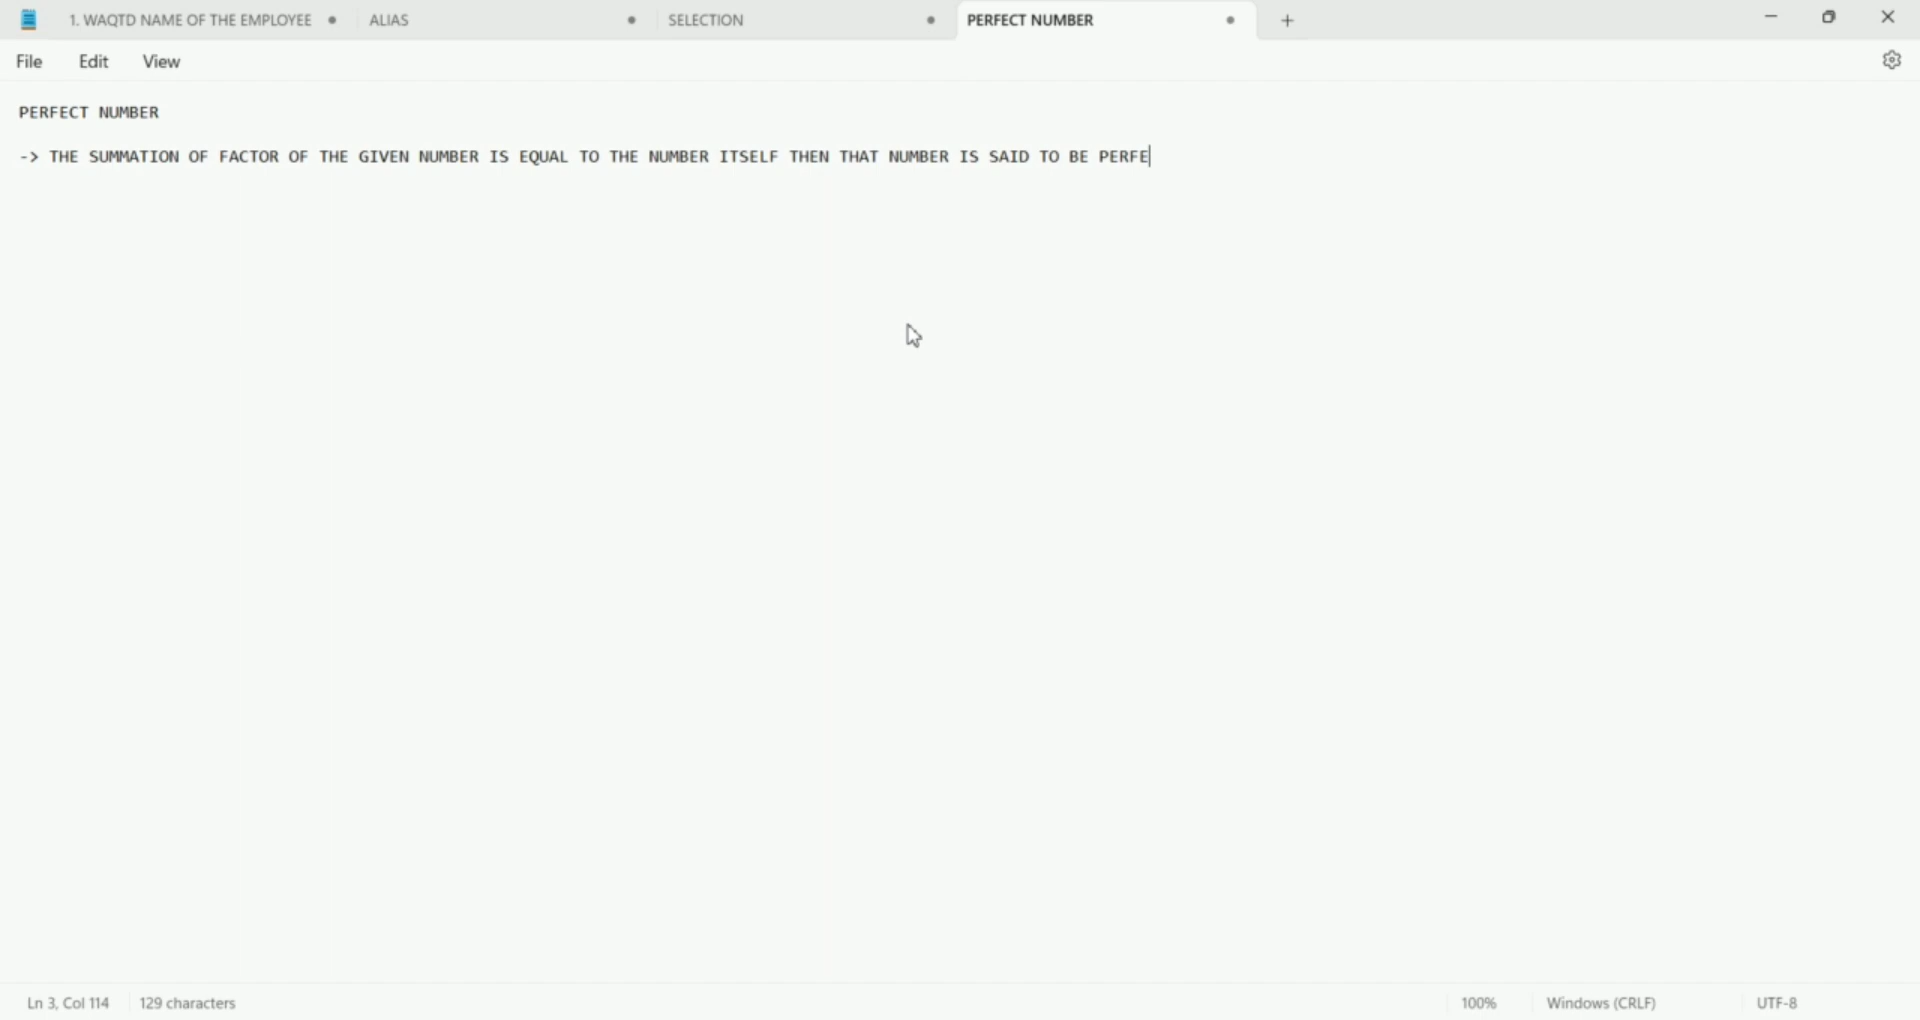 1. WAQTD NAME OF THE EMPLOYEE ALIAS SELECTION PERFECT NUMBER
File Edit View
PERFECT NUMBER
-> THE SUMMATION OF FACTOR OF THE GIVEN NUMBER IS EQUAL TO THE NUMBER ITSELF THEN THAT NUMBER IS SAID TO BE PERFE
Ln 3, Col 114 129 characters 100% Windows (CRLF) UTF-8